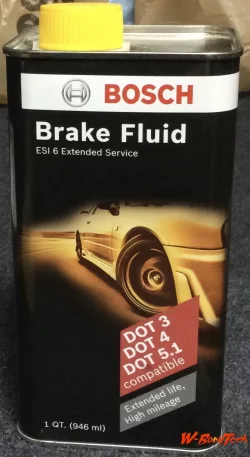 BOSCH
Brake Fluid
ESI 6 Extended Service
DOT 3
DOT 4
DOT 5.1
compatible
Extended life,
High mileage
1 QT. (946 ml)